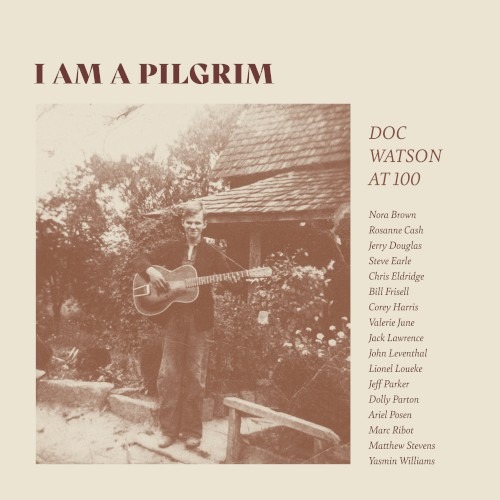 I AM A PILGRIM
DOC
WATSON
AT 100
Nora Brown
Rosanne Cash
Jerry Douglas
Steve Earle
Chris Eldridge
Bill Frisell
Corey Harris
Valerie June
Jack Lawrence
John Leventhal
Lionel Loueke
Jeff Parker
Dolly Parton
Ariel Posen
Marc Ribot
Matthew Stevens
Yasmin Williams